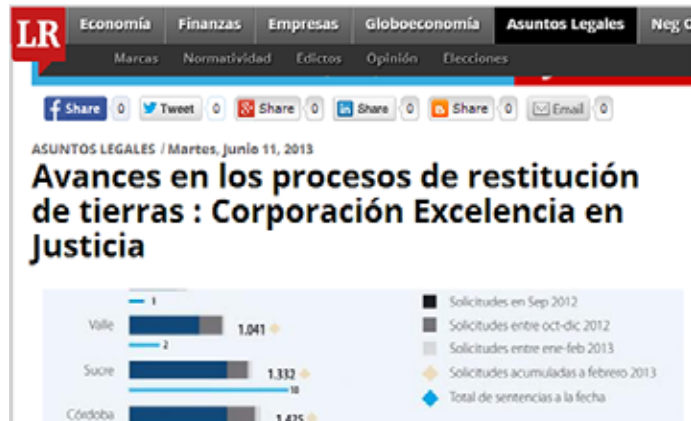 LR
Economía Finanzas Empresas Globoeconomía Asuntos Legales Neg
Marcas Normatividad Edictos Opinión Elecciones
Share 0 Tweet 0 Share 0 Share 0 Share 0 Email 0
ASUNTOS LEGALES / Martes, Junio 11, 2013
Avances en los procesos de restitución
de tierras : Corporación Excelencia en
Justicia
1
Solicitudes en Sep 2012
Valle 1.041
Solicitudes entre oct-dic 2012
2
Solicitudes entre ene-feb 2013
Sucre 1.332
Solicitudes acumuladas a febrero 2013
10
Total de sentencias a la fecha
Córdoba 1.425